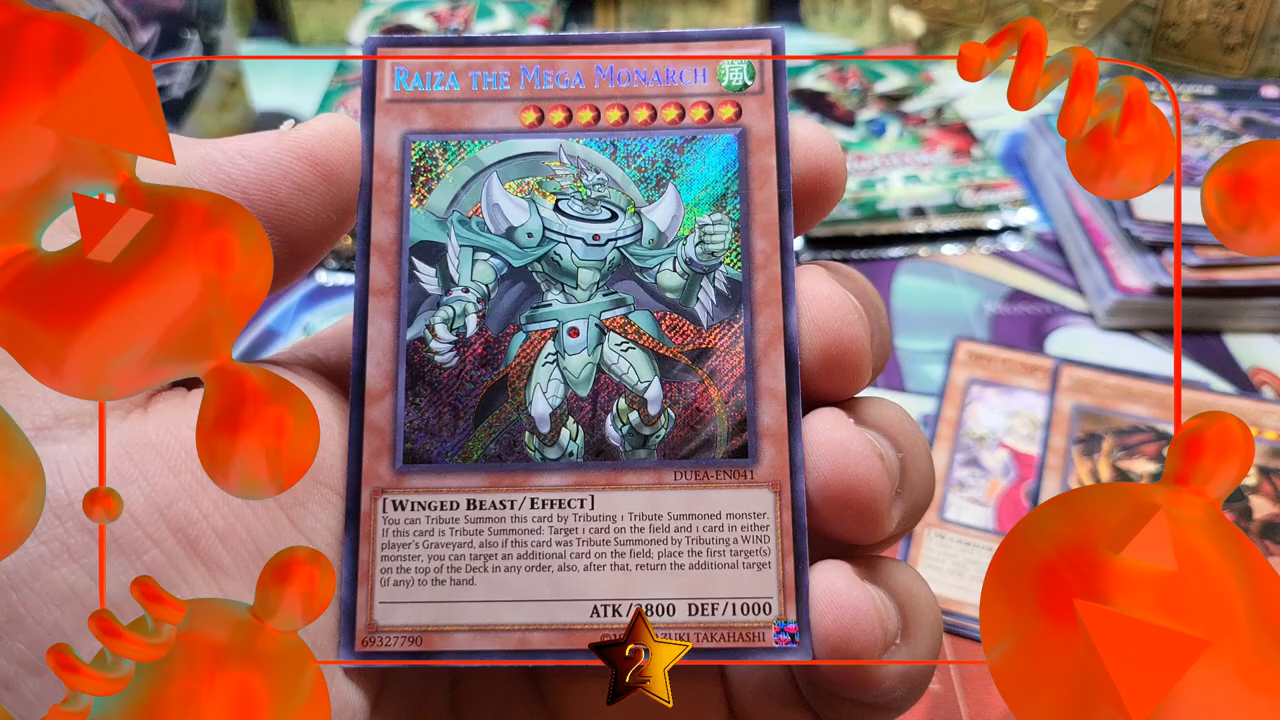 RAIZA THE MEGA MONARCH
嵐
DUEA-EN041
[WINGED BEAST/EFFECT]
You can Tribute Summon this card by Tributing 1 Tribute Summoned monster.
If this card is Tribute Summoned: Target 1 card on the field and 1 card in either
player's Graveyard, also if this card was Tribute Summoned by Tributing a WIND
monster, you can target an additional card on the field; place the first target(s)
on the top of the Deck in any order, also, after that, return the additional target
(if any) to the hand.
ATK/2800 DEF/1000
69327790
TAKAHASHI
2